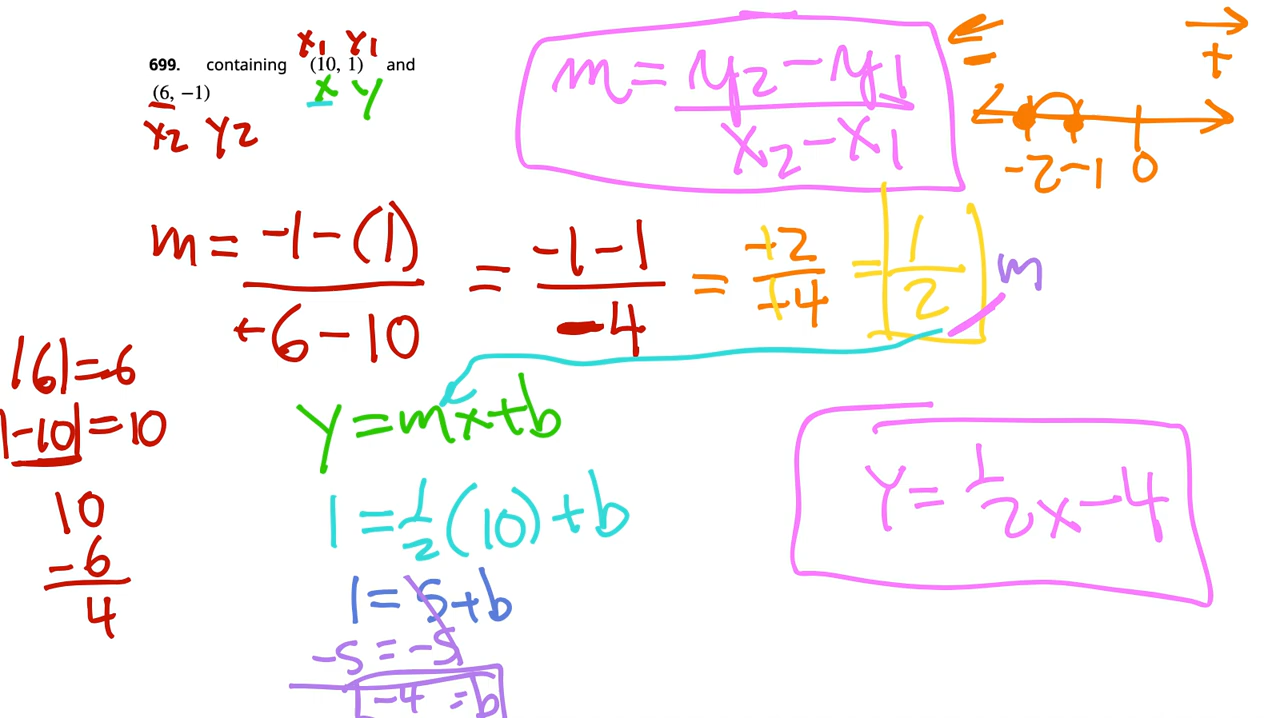 x1 y1
699. containing (10, 1) and
x y
(6, −1)
x2 y2
m = y2 − y1 / x2 − x1
− +
-2 -1 0
m = -1 - (1) / +6 - 10 = -1 - 1 / -4 = -2 / -4 = 1 / 2 m
|6| = 6
|-10| = 10
10
- 6
4
y = mx + b
1 = 1/2 (10) + b
1 = 5 + b
-5 = -5
-4 = b
y = 1/2 x - 4